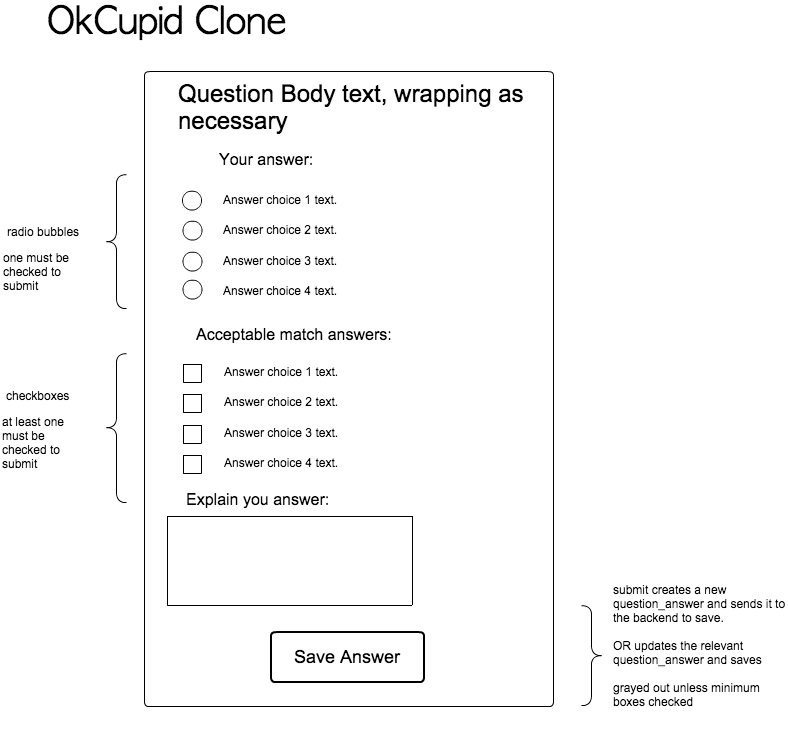 OkCupid Clone
Question Body text, wrapping as
necessary
Your answer:
Answer choice 1 text.
Answer choice 2 text.
Answer choice 3 text.
Answer choice 4 text.
radio bubbles
one must be
checked to
submit
Acceptable match answers:
Answer choice 1 text.
Answer choice 2 text.
Answer choice 3 text.
Answer choice 4 text.
checkboxes
at least one
must be
checked to
submit
Explain you answer:
Save Answer
submit creates a new
question_answer and sends it to
the backend to save.
OR updates the relevant
question_answer and saves
grayed out unless minimum
boxes checked